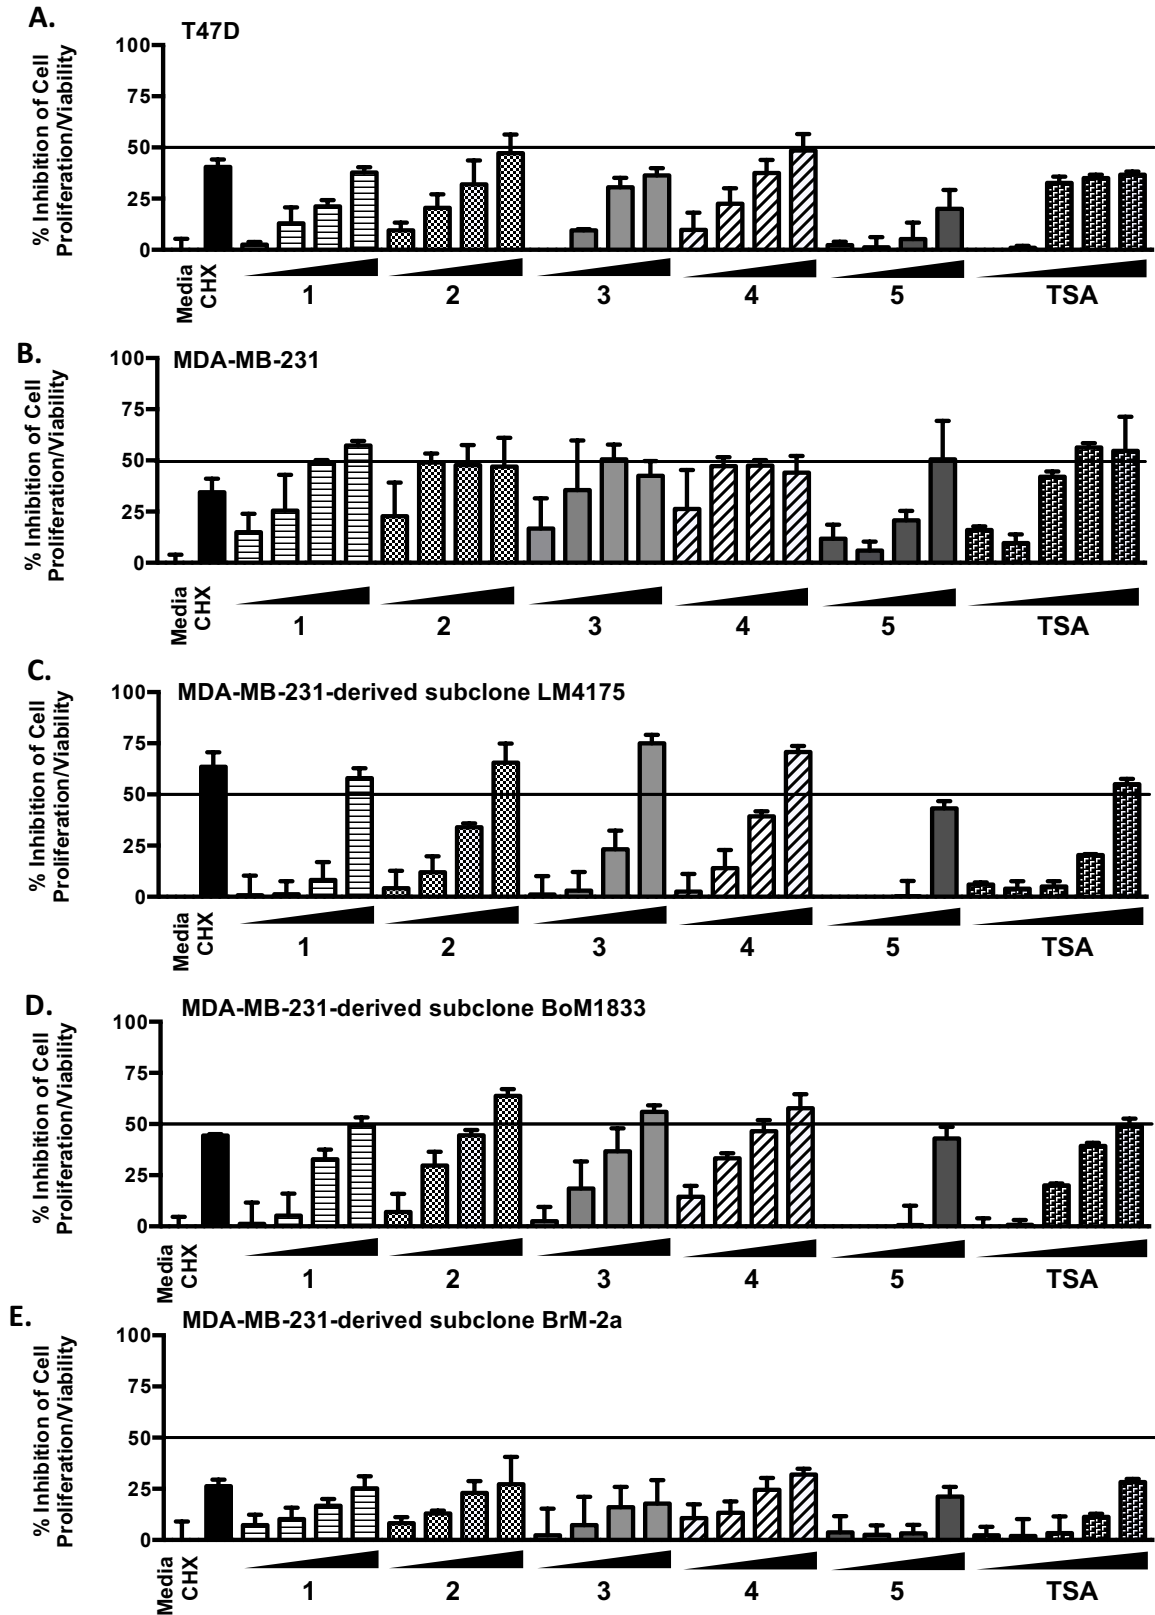 A.
T47D
% Inhibition of Cell
Proliferation/Viability
100
75
50
25
0
Media
CHX
1
2
3
4
5
TSA
B.
MDA-MB-231
% Inhibition of Cell
Proliferation/Viability
100
75
50
25
0
Media
CHX
1
2
3
4
5
TSA
C.
MDA-MB-231-derived subclone LM4175
% Inhibition of Cell
Proliferation/Viability
100
75
50
25
0
Media
CHX
1
2
3
4
5
TSA
D.
MDA-MB-231-derived subclone BoM1833
% Inhibition of Cell
Proliferation/Viability
100
75
50
25
0
Media
CHX
1
2
3
4
5
TSA
E.
MDA-MB-231-derived subclone BrM-2a
% Inhibition of Cell
Proliferation/Viability
100
75
50
25
0
Media
CHX
1
2
3
4
5
TSA